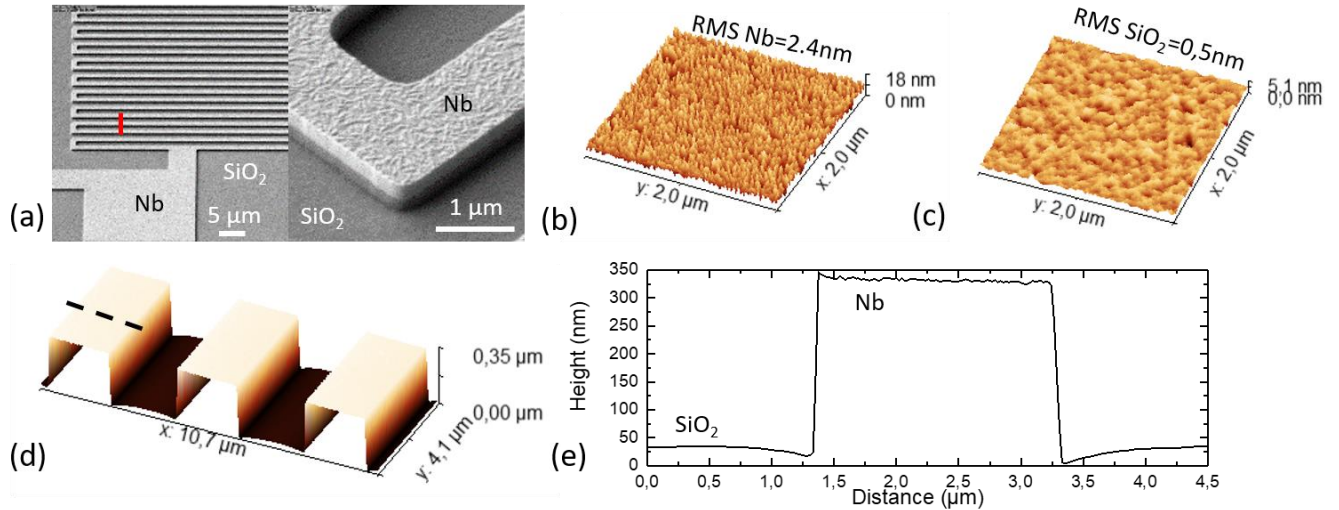 (a)
SiO2
Nb
5 µm
Nb
SiO2
1 µm
(b)
RMS Nb=2.4nm
18 nm
0 nm
x: 2,0 µm
y: 2,0 µm
(c)
RMS SiO2=0,5nm
5,1 nm
0,0 nm
x: 2,0 µm
y: 2,0 µm
(d)
0,35 µm
0,00 µm
x: 10,7 µm
y: 4,1 µm
(e)
Height (nm)
350
300
250
200
150
100
50
0
Nb
SiO2
0,0 0,5 1,0 1,5 2,0 2,5 3,0 3,5 4,0 4,5
Distance (µm)